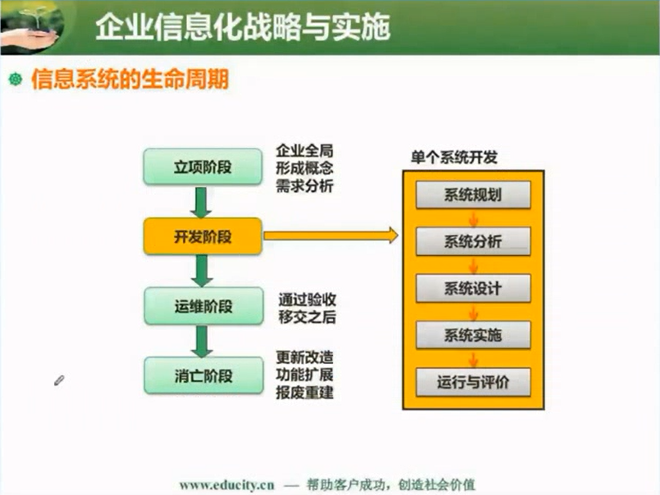 企业信息化战略与实施
信息系统的生命周期
立项阶段
企业全局
形成概念
需求分析
开发阶段
运维阶段
通过验收
移交之后
消亡阶段
更新改造
功能扩展
报废重建
单个系统开发
系统规划
系统分析
系统设计
系统实施
运行与评价
www.educity.cn — 帮助客户成功，创造社会价值